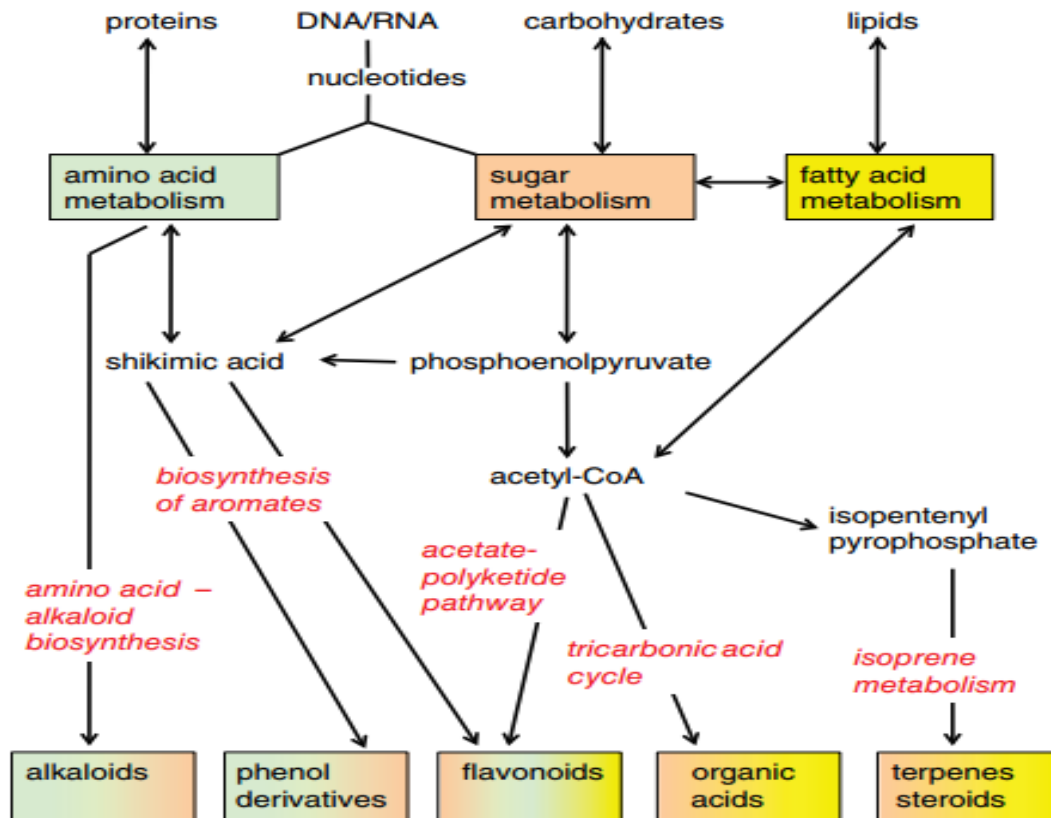 proteins
DNA/RNA
carbohydrates
lipids
nucleotides
amino acid
metabolism
sugar
metabolism
fatty acid
metabolism
shikimic acid
phosphoenolpyruvate
biosynthesis
of aromates
acetyl-CoA
isopentenyl
pyrophosphate
acetate-
polyketide
pathway
amino acid –
alkaloid
biosynthesis
tricarbonic acid
cycle
isoprene
metabolism
alkaloids
phenol
derivatives
flavonoids
organic
acids
terpenes
steroids